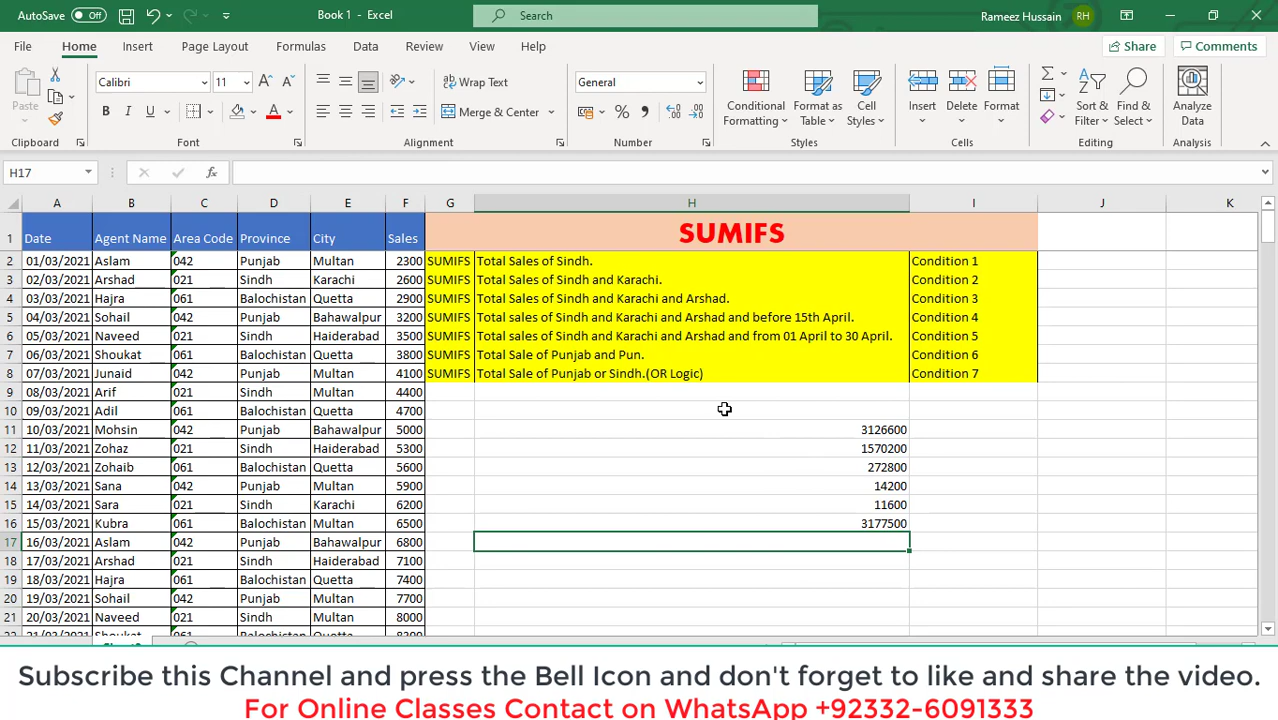 AutoSave Off Book 1 - Excel Search Rameez Hussain RH
File Home Insert Page Layout Formulas Data Review View Help Share Comments
Paste Calibri 11 Wrap Text General Conditional Formatting Format as Table Cell Styles Insert Delete Format Sort & Filter Find & Select Analyze Data
B I U A Merge & Center
Clipboard Font Alignment Number Styles Cells Editing Analysis
H17 fx
A B C D E F G H I J K
1 Date Agent Name Area Code Province City Sales SUMIFS
2 01/03/2021 Aslam 042 Punjab Multan 2300 SUMIFS Total Sales of Sindh. Condition 1
3 02/03/2021 Arshad 021 Sindh Karachi 2600 SUMIFS Total Sales of Sindh and Karachi. Condition 2
4 03/03/2021 Hajra 061 Balochistan Quetta 2900 SUMIFS Total Sales of Sindh and Karachi and Arshad. Condition 3
5 04/03/2021 Sohail 042 Punjab Bahawalpur 3200 SUMIFS Total sales of Sindh and Karachi and Arshad and before 15th April. Condition 4
6 05/03/2021 Naveed 021 Sindh Haiderabad 3500 SUMIFS Total sales of Sindh and Karachi and Arshad and from 01 April to 30 April. Condition 5
7 06/03/2021 Shoukat 061 Balochistan Quetta 3800 SUMIFS Total Sale of Punjab and Pun. Condition 6
8 07/03/2021 Junaid 042 Punjab Multan 4100 SUMIFS Total Sale of Punjab or Sindh.(OR Logic) Condition 7
9 08/03/2021 Arif 021 Sindh Multan 4400
10 09/03/2021 Adil 061 Balochistan Quetta 4700
11 10/03/2021 Mohsin 042 Punjab Bahawalpur 5000 3126600
12 11/03/2021 Zohaz 021 Sindh Haiderabad 5300 1570200
13 12/03/2021 Zohaib 061 Balochistan Quetta 5600 272800
14 13/03/2021 Sana 042 Punjab Multan 5900 14200
15 14/03/2021 Sara 021 Sindh Karachi 6200 11600
16 15/03/2021 Kubra 061 Balochistan Multan 6500 3177500
17 16/03/2021 Aslam 042 Punjab Bahawalpur 6800
18 17/03/2021 Arshad 021 Sindh Haiderabad 7100
19 18/03/2021 Hajra 061 Balochistan Quetta 7400
20 19/03/2021 Sohail 042 Punjab Multan 7700
21 20/03/2021 Naveed 021 Sindh Multan 8000
Subscribe this Channel and press the Bell Icon and don't forget to like and share the video.
For Online Classes Contact on WhatsApp +92332-6091333